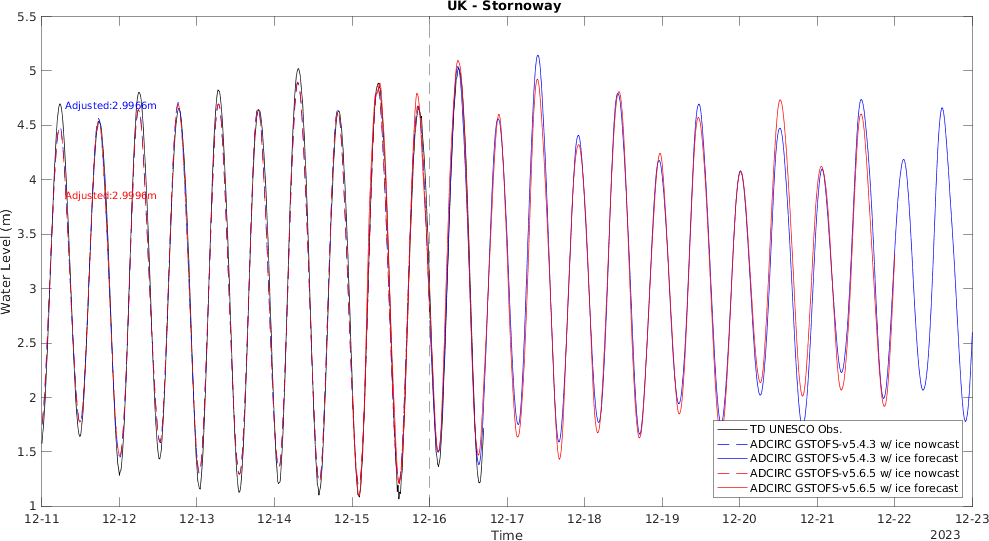 UK - Stornoway
5.5
5
4.5
4
3.5
3
2.5
2
1.5
1
Water Level (m)
Adjusted:2.9966m
Adjusted:2.9996m
TD UNESCO Obs.
ADCIRC GSTOFS-v5.4.3 w/ ice nowcast
ADCIRC GSTOFS-v5.4.3 w/ ice forecast
ADCIRC GSTOFS-v5.6.5 w/ ice nowcast
ADCIRC GSTOFS-v5.6.5 w/ ice forecast
12-11 12-12 12-13 12-14 12-15 12-16 12-17 12-18 12-19 12-20 12-21 12-22 12-23
Time
2023